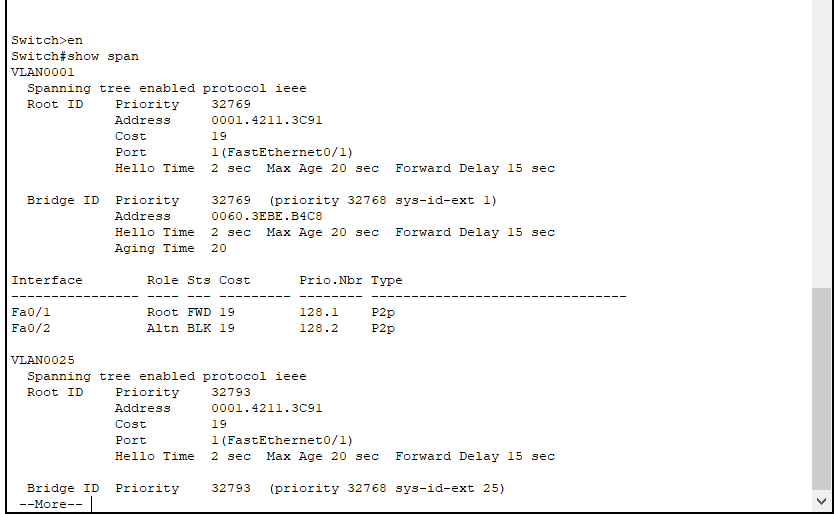 Switch>en
Switch#show span
VLAN0001
  Spanning tree enabled protocol ieee
  Root ID    Priority    32769
             Address     0001.4211.3C91
             Cost        19
             Port        1(FastEthernet0/1)
             Hello Time  2 sec  Max Age 20 sec  Forward Delay 15 sec

  Bridge ID  Priority    32769  (priority 32768 sys-id-ext 1)
             Address     0060.3EBE.B4C8
             Hello Time  2 sec  Max Age 20 sec  Forward Delay 15 sec
             Aging Time  20

Interface        Role Sts Cost      Prio.Nbr Type
---------------- ---- --- --------- -------- --------------------------------
Fa0/1            Root FWD 19        128.1    P2p
Fa0/2            Altn BLK 19        128.2    P2p

VLAN0025
  Spanning tree enabled protocol ieee
  Root ID    Priority    32793
             Address     0001.4211.3C91
             Cost        19
             Port        1(FastEthernet0/1)
             Hello Time  2 sec  Max Age 20 sec  Forward Delay 15 sec

  Bridge ID  Priority    32793  (priority 32768 sys-id-ext 25)
 --More--